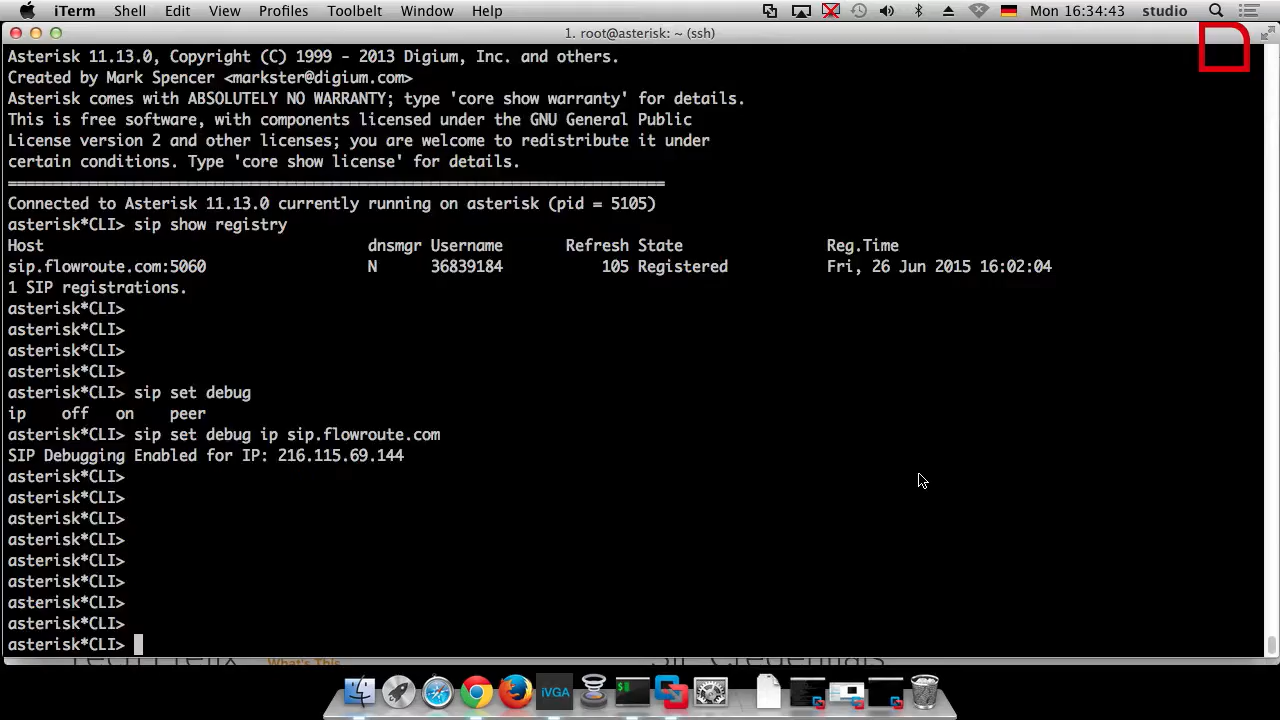 iTerm Shell Edit View Profiles Toolbelt Window Help Mon 16:34:43 studio
1. root@asterisk: ~ (ssh)
Asterisk 11.13.0, Copyright (C) 1999 - 2013 Digium, Inc. and others.
Created by Mark Spencer <markster@digium.com>
Asterisk comes with ABSOLUTELY NO WARRANTY; type 'core show warranty' for details.
This is free software, with components licensed under the GNU General Public
License version 2 and other licenses; you are welcome to redistribute it under
certain conditions. Type 'core show license' for details.
=========================================================================
Connected to Asterisk 11.13.0 currently running on asterisk (pid = 5105)
asterisk*CLI> sip show registry
Host dnsmgr Username Refresh State Reg.Time
sip.flowroute.com:5060 N 36839184 105 Registered Fri, 26 Jun 2015 16:02:04
1 SIP registrations.
asterisk*CLI>
asterisk*CLI>
asterisk*CLI>
asterisk*CLI>
asterisk*CLI> sip set debug
ip off on peer
asterisk*CLI> sip set debug ip sip.flowroute.com
SIP Debugging Enabled for IP: 216.115.69.144
asterisk*CLI>
asterisk*CLI>
asterisk*CLI>
asterisk*CLI>
asterisk*CLI>
asterisk*CLI>
asterisk*CLI>
asterisk*CLI>
asterisk*CLI>
What's This
iVGA